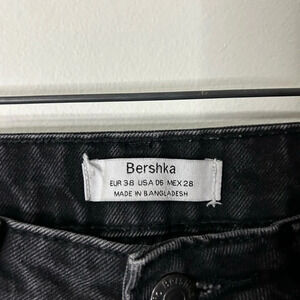 Bershka
EUR 38 USA 06 MEX 28
MADE IN BANGLADESH